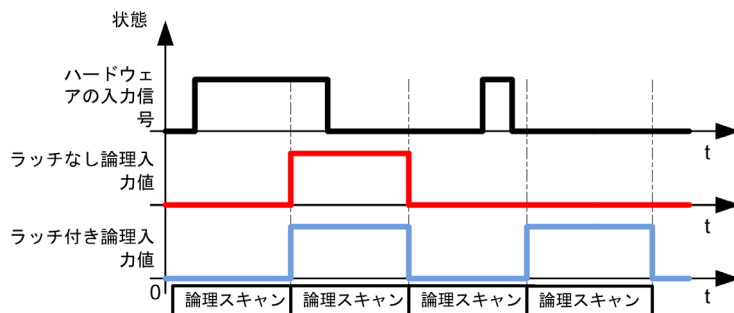 状態
ハードウェ
アの入力信
号
t
ラッチなし論理入
力値
t
ラッチ付き論理入
力値
t
0
論理スキャン 論理スキャン 論理スキャン 論理スキャン